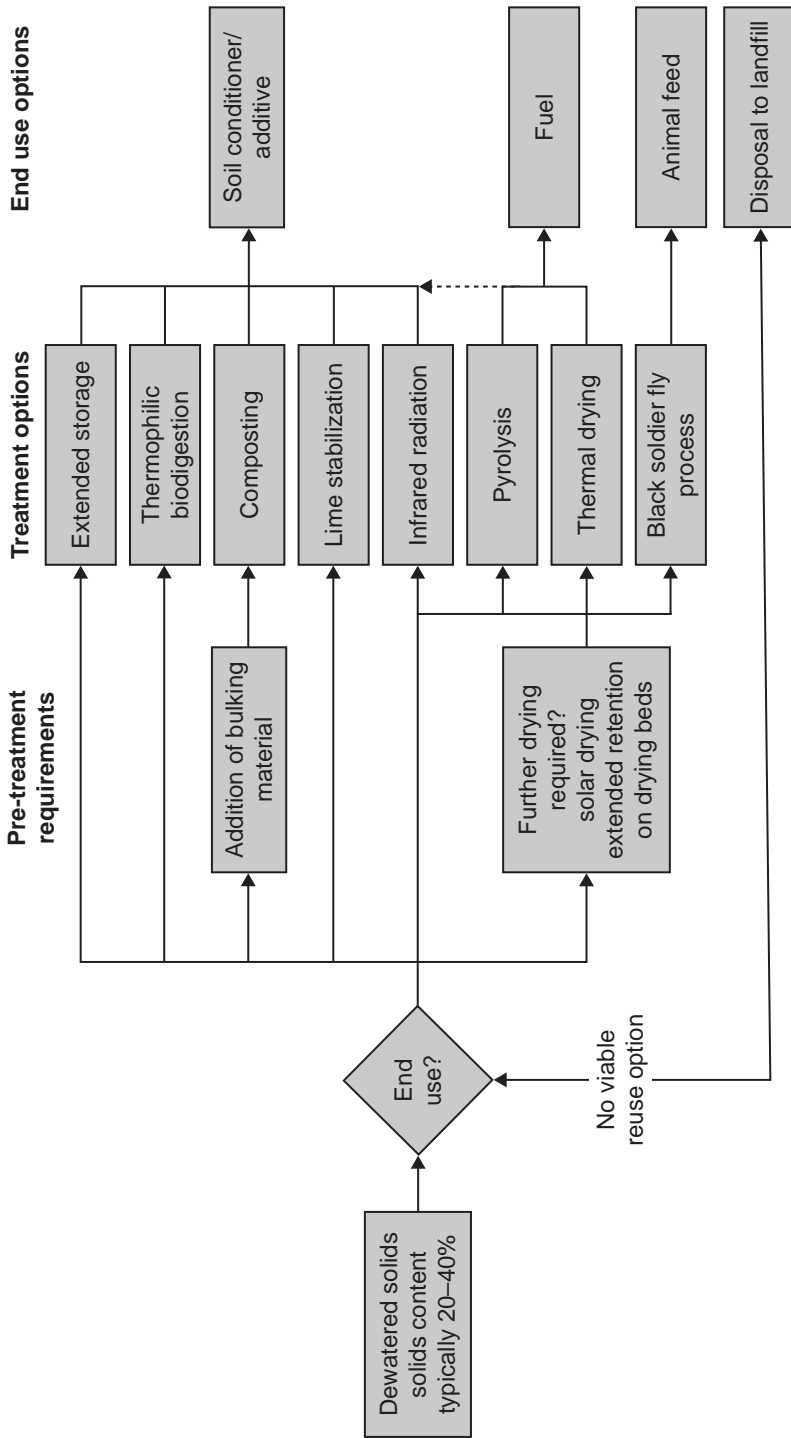 Pre-treatment
requirements
Treatment options
End use options
Dewatered solids
solids content
typically 20–40%
End
use?
No viable
reuse option
Addition of bulking
material
Further drying
required?
solar drying
extended retention
on drying beds
Extended storage
Thermophilic
biodigestion
Composting
Lime stabilization
Infrared radiation
Pyrolysis
Thermal drying
Black soldier fly
process
Soil conditioner/
additive
Fuel
Animal feed
Disposal to landfill